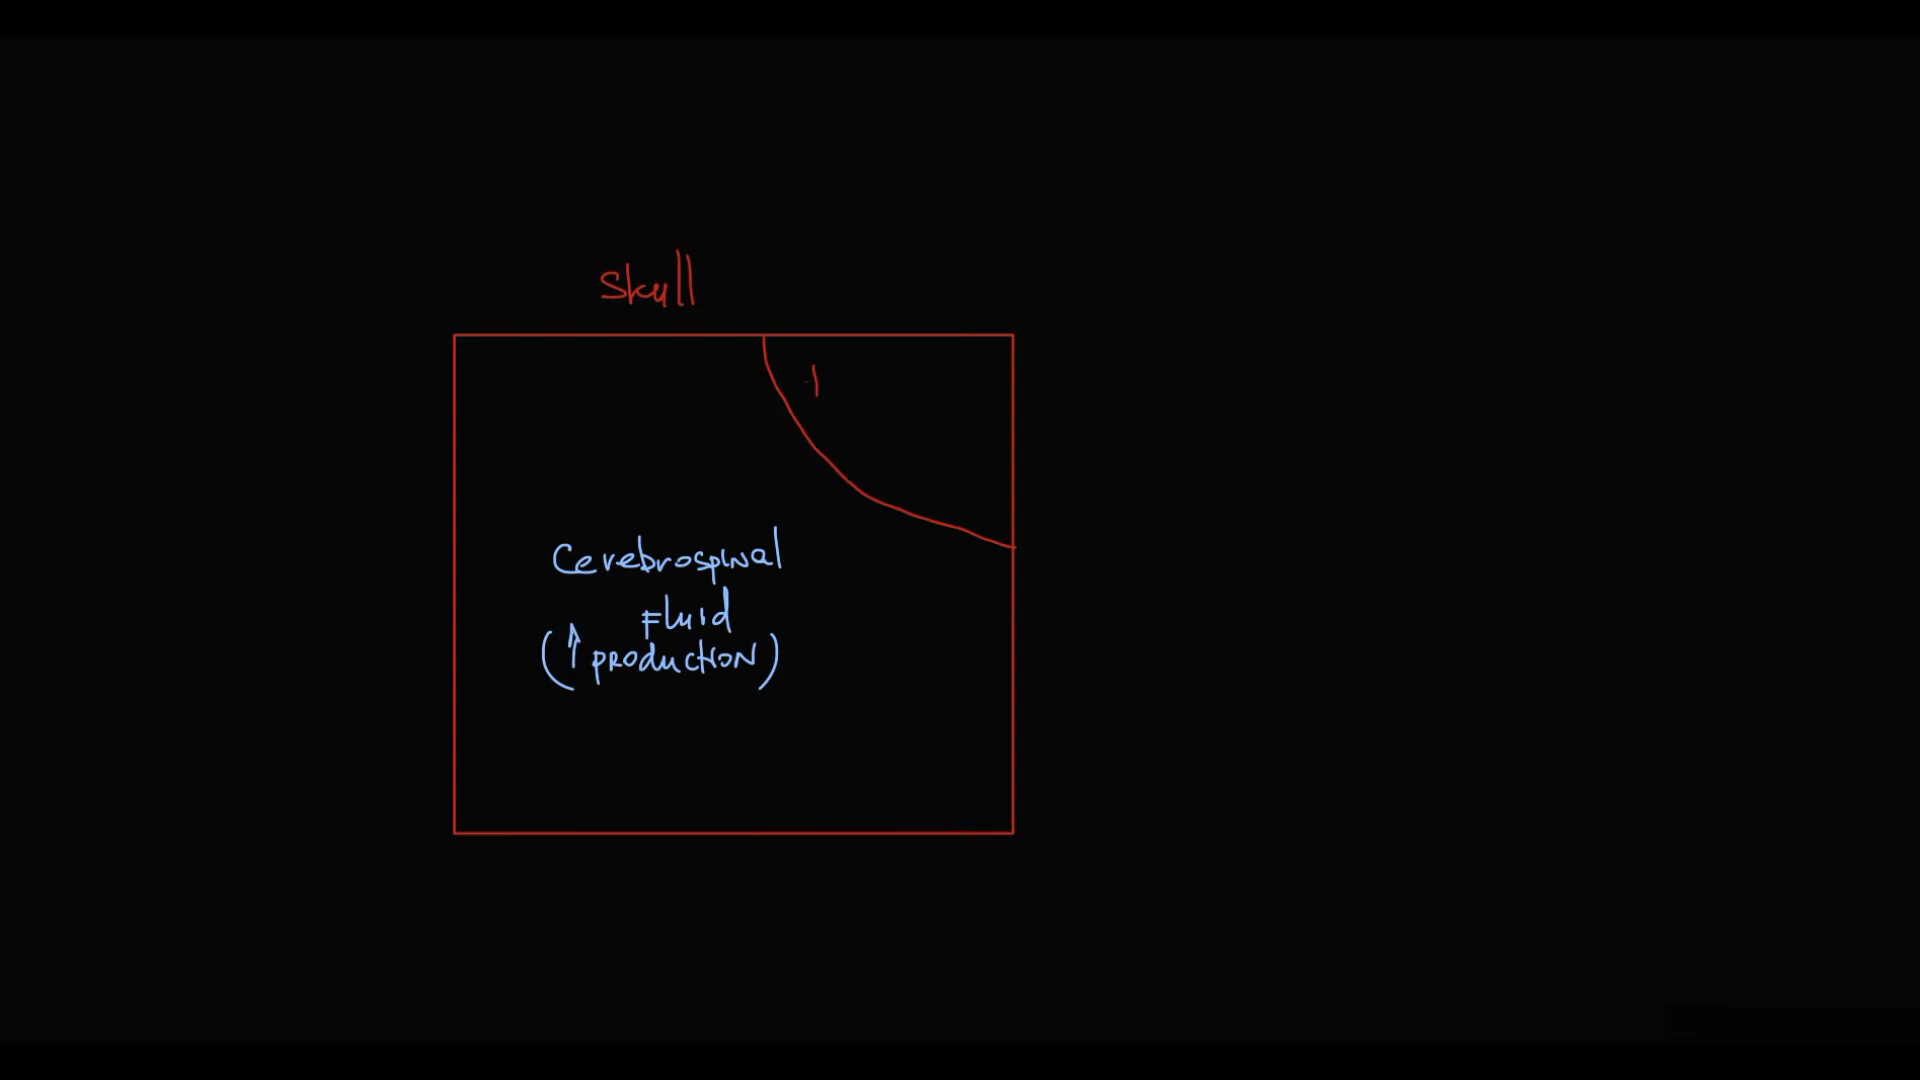 Skull
Cerebrospinal
Fluid
(↑ production)